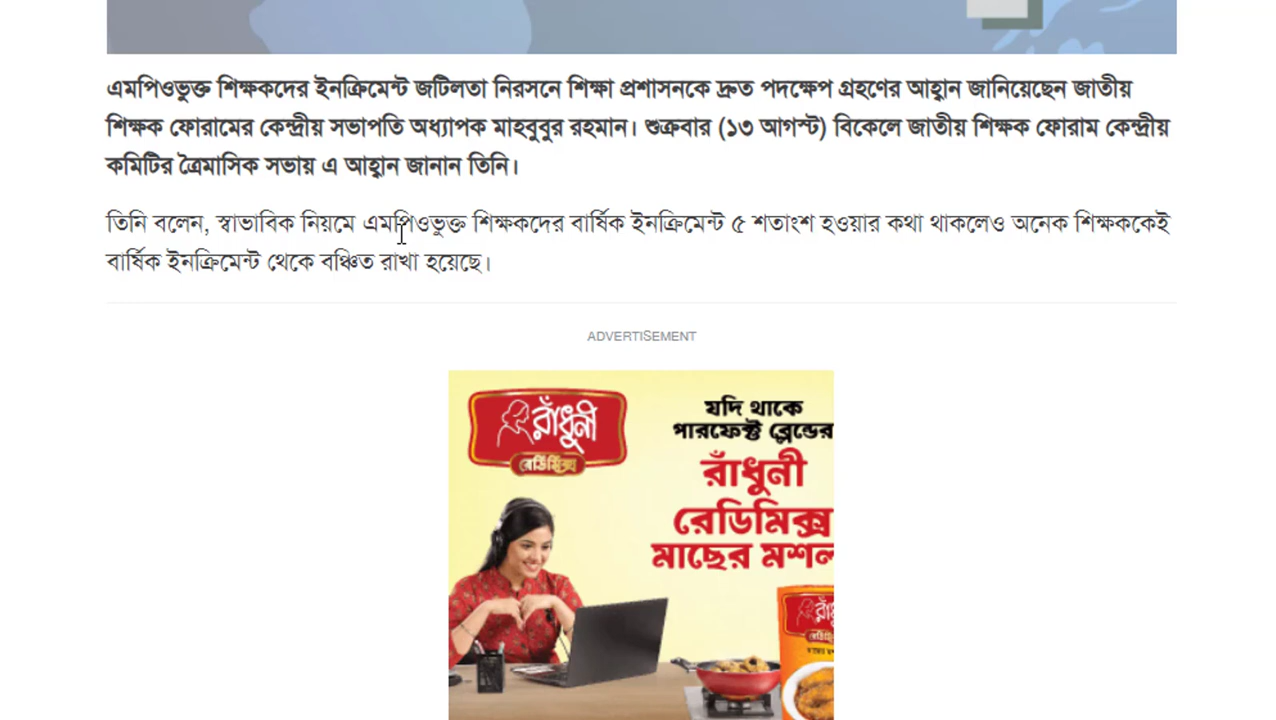 এমপিওভুক্ত শিক্ষকদের ইনক্রিমেন্ট জটিলতা নিরসনে শিক্ষা প্রশাসনকে দ্রুত পদক্ষেপ গ্রহণের আহ্বান জানিয়েছেন জাতীয়
শিক্ষক ফোরামের কেন্দ্রীয় সভাপতি অধ্যাপক মাহবুবুর রহমান। শুক্রবার (১৩ আগস্ট) বিকেলে জাতীয় শিক্ষক ফোরাম কেন্দ্রীয়
কমিটির ত্রৈমাসিক সভায় এ আহ্বান জানান তিনি।
তিনি বলেন, স্বাভাবিক নিয়মে এমপিওভুক্ত শিক্ষকদের বার্ষিক ইনক্রিমেন্ট ৫ শতাংশ হওয়ার কথা থাকলেও অনেক শিক্ষককেই
বার্ষিক ইনক্রিমেন্ট থেকে বঞ্চিত রাখা হয়েছে।
ADVERTISEMENT
রাঁধুনী
রেডিমিক্স
যদি থাকে
পারফেক্ট ব্লেন্ডের
রাঁধুনী
রেডিমিক্স
মাছের মশল